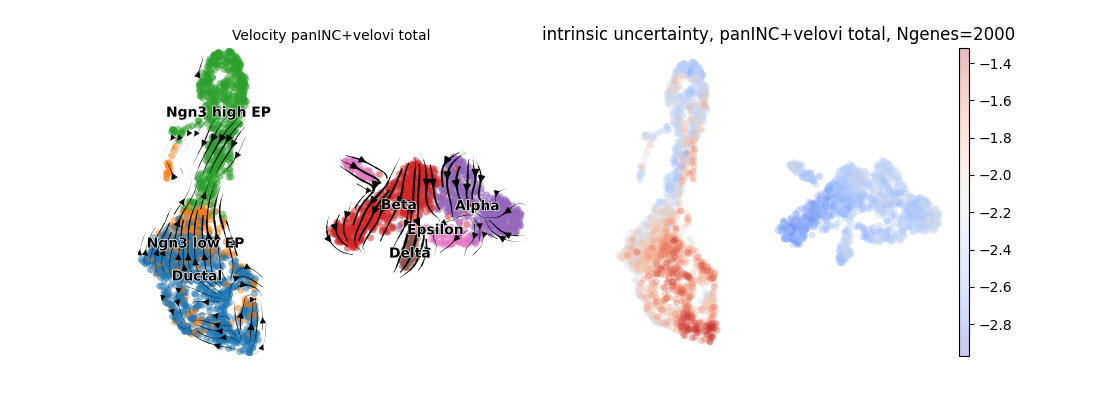 Velocity panINC+velovi total
Ngn3 high EP
Beta
Alpha
Epsilon
Delta
Ngn3 low EP
Ductal
intrinsic uncertainty, panINC+velovi total, Ngenes=2000
−1.4
−1.6
−1.8
−2.0
−2.2
−2.4
−2.6
−2.8